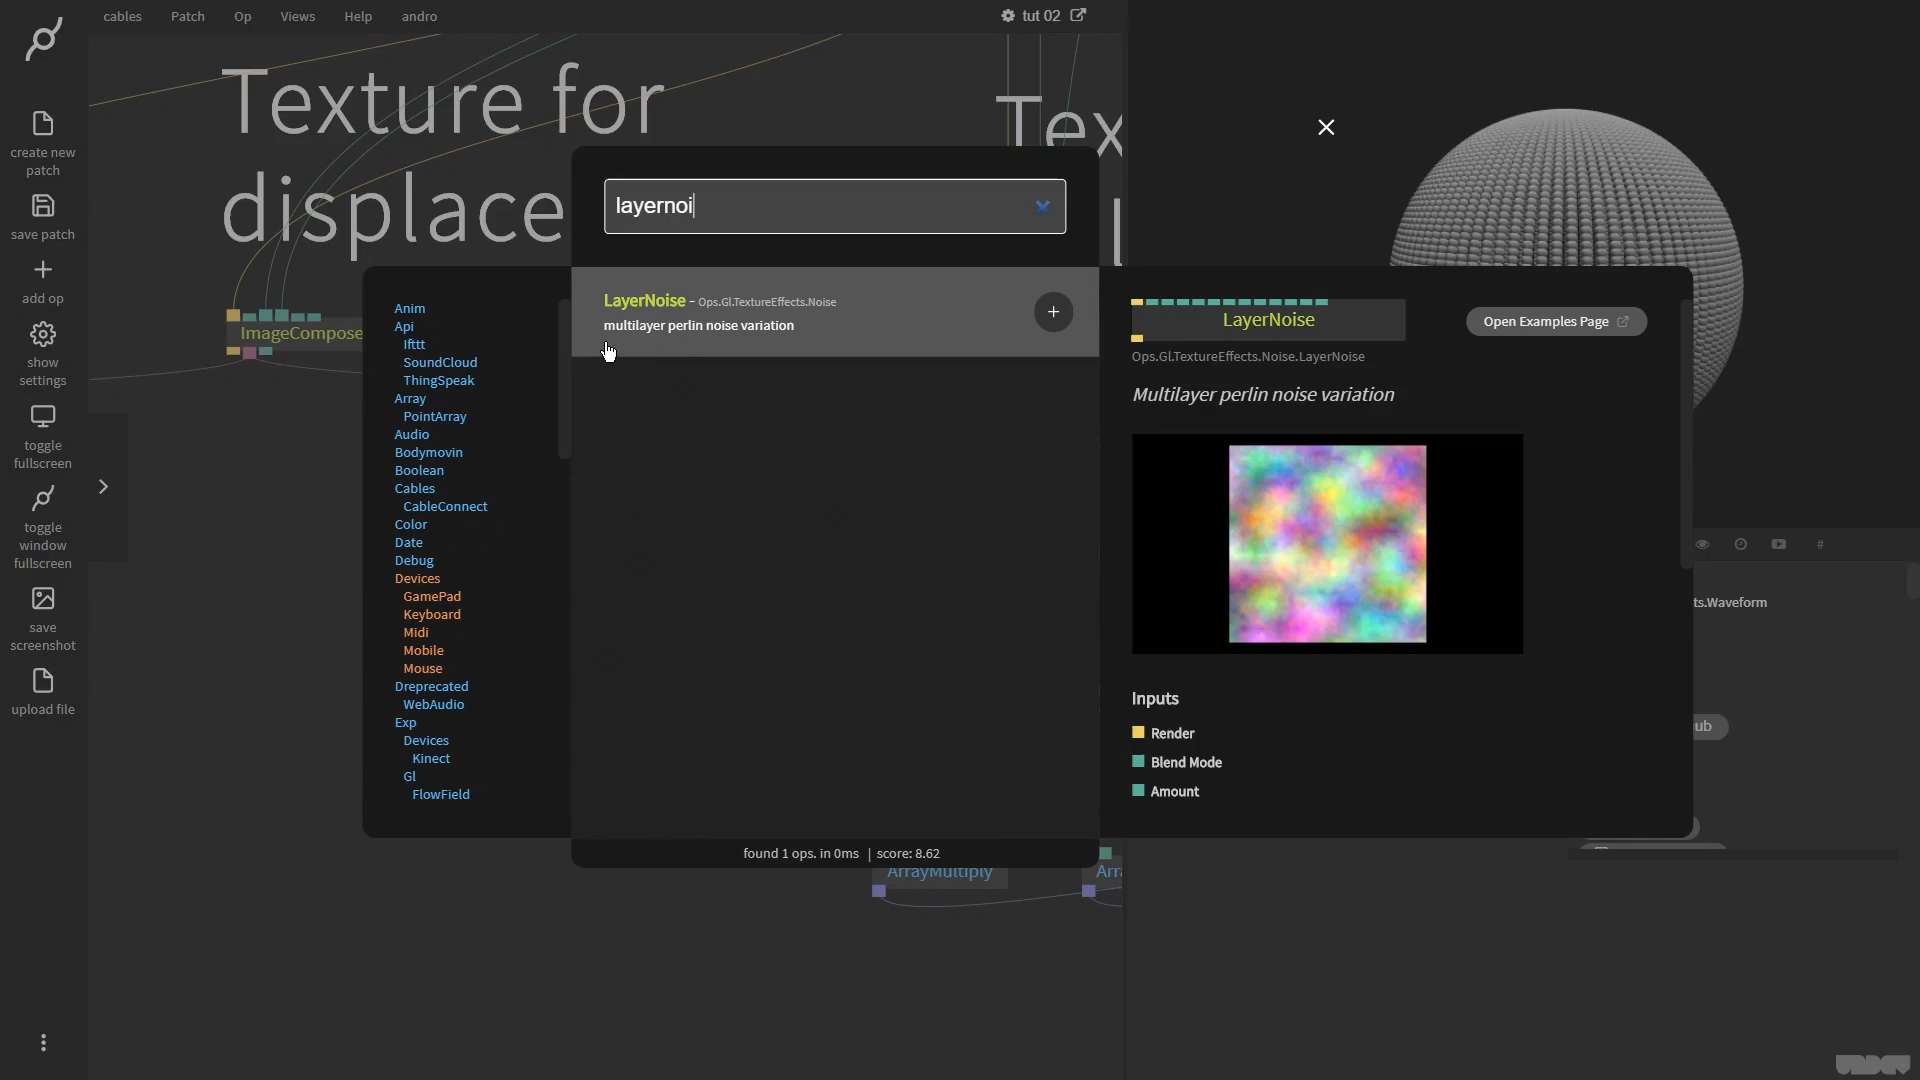 cables Patch Op Views Help andro
tut 02
create new
patch
save patch
add op
show
settings
toggle
fullscreen
toggle
window
fullscreen
save
screenshot
upload file
Texture for
displace
Tex
ImageCompose
layernoi
LayerNoise - Ops.Gl.TextureEffects.Noise
multilayer perlin noise variation
+
found 1 ops. in 0ms | score: 8.62
Anim
Api
Ifttt
SoundCloud
ThingSpeak
Array
PointArray
Audio
Bodymovin
Boolean
Cables
CableConnect
Color
Date
Debug
Devices
GamePad
Keyboard
Midi
Mobile
Mouse
Dreprecated
WebAudio
Exp
Devices
Kinect
Gl
FlowField
LayerNoise
Open Examples Page
Ops.Gl.TextureEffects.Noise.LayerNoise
Multilayer perlin noise variation
Inputs
Render
Blend Mode
Amount
#
ts.Waveform
ub
ArrayMultiply
Arr